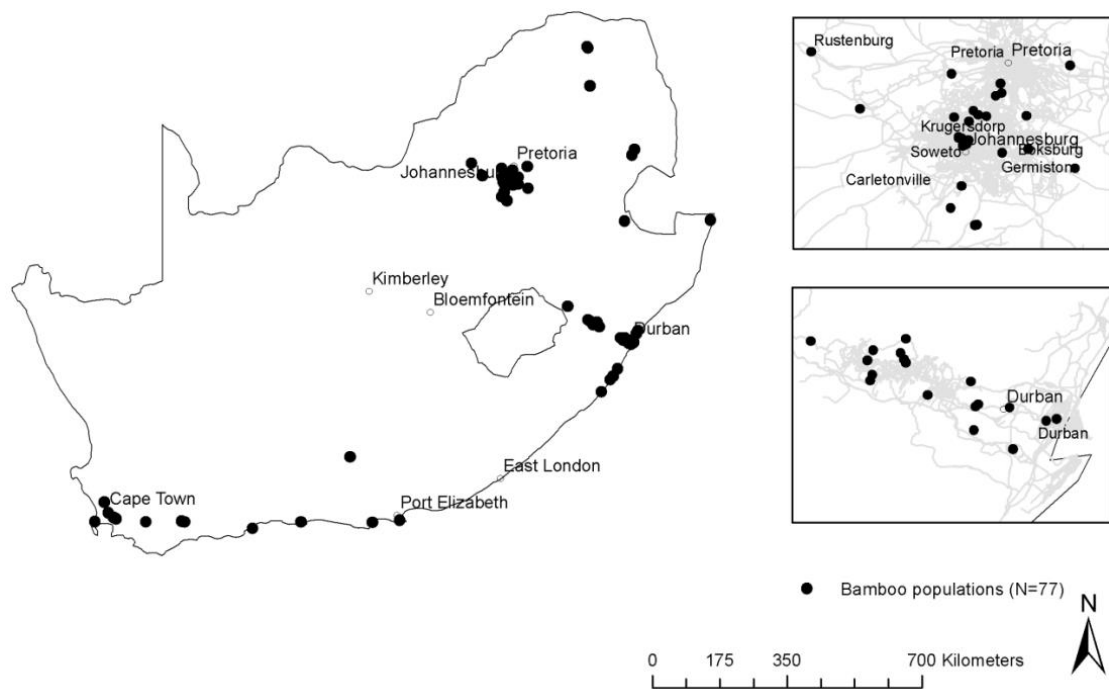 Pretoria
Johannesbu
Kimberley
Bloemfontein
Durban
East London
Port Elizabeth
Cape Town
Rustenburg
Pretoria Pretoria
Krugersdorp
Johannesburg
Soweto
Boksburg
Germiston
Carletonville
Durban
Durban
Bamboo populations (N=77)
N
0 175 350 700 Kilometers